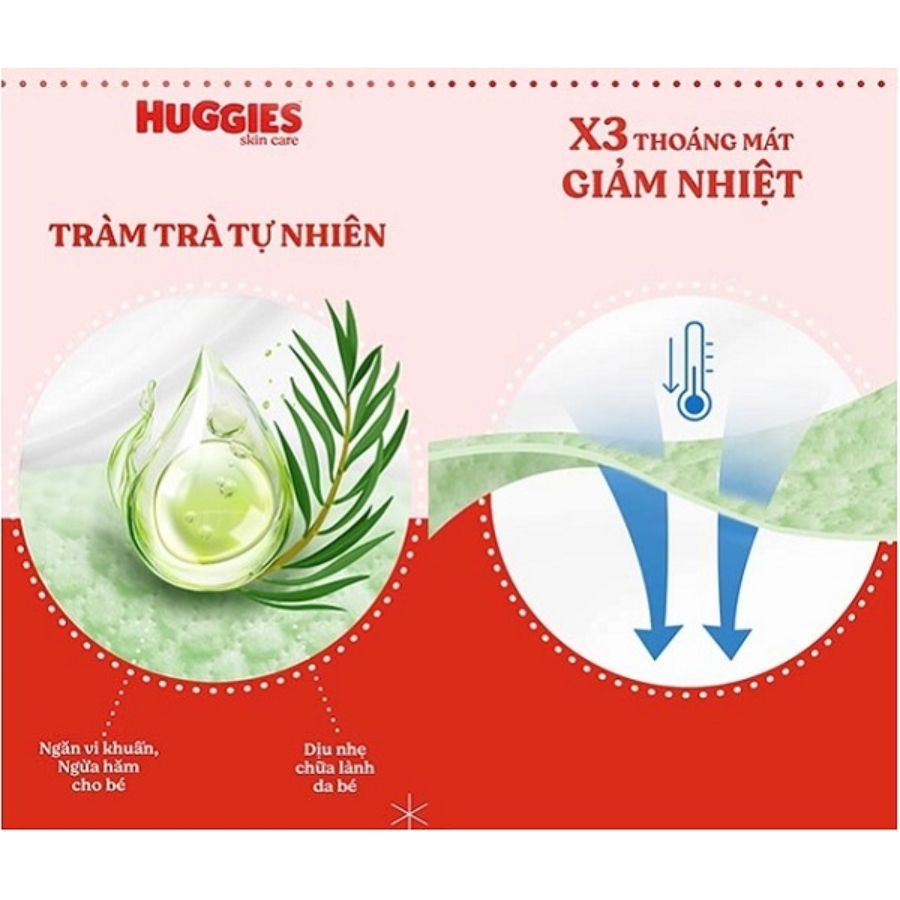 HUGGIES
skin care
TRÀM TRÀ TỰ NHIÊN
Ngăn vi khuẩn,
Ngừa hăm
cho bé
Dịu nhẹ
chữa lành
da bé
X3 THOÁNG MÁT
GIẢM NHIỆT